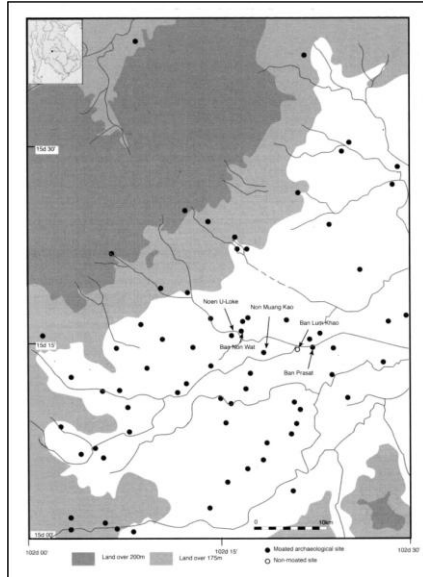 15d 30'
Noen U-Loke
Non Muang Kao
Ban Lum Khao
Ban Non Wat
15d 15'
Ban Prasat
15d 00'
0
10km
102d 00'
102d 15'
102d 30'
Land over 200m
Land over 175m
Moated archaeological site
Non-moated site